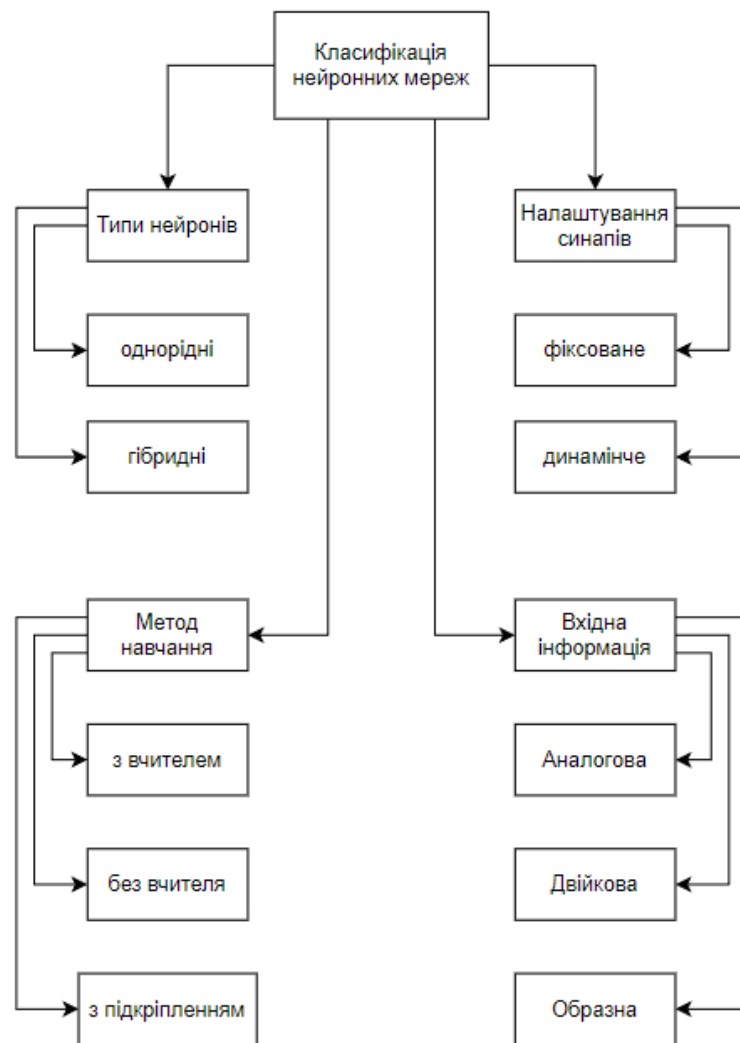 Класифікація
нейронних мереж
Типи нейронів
Налаштування
синапів
однорідні
фіксоване
гібридні
динамінче
Метод
навчання
Вхідна
інформація
з вчителем
Аналогова
без вчителя
Двійкова
з підкріпленням
Образна